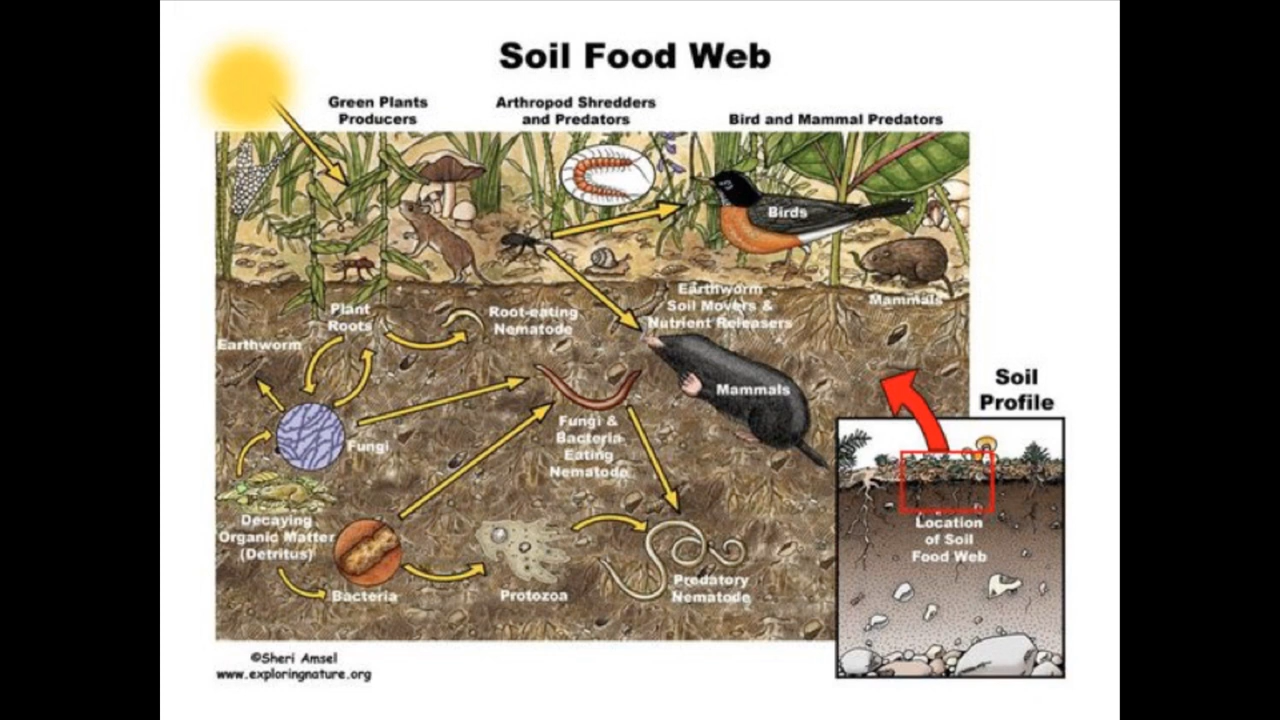 Soil Food Web
Green Plants
Producers
Arthropod Shredders
and Predators
Bird and Mammal Predators
Birds
Mammals
Earthworm
Soil Movers &
Nutrient Releasers
Plant
Roots
Root-eating
Nematode
Earthworm
Mammals
Fungi
Fungi &
Bacteria
Eating
Nematode
Decaying
Organic Matter
(Detritus)
Bacteria
Protozoa
Predatory
Nematode
Soil
Profile
Location
of Soil
Food Web
©Sheri Amsel
www.exploringnature.org